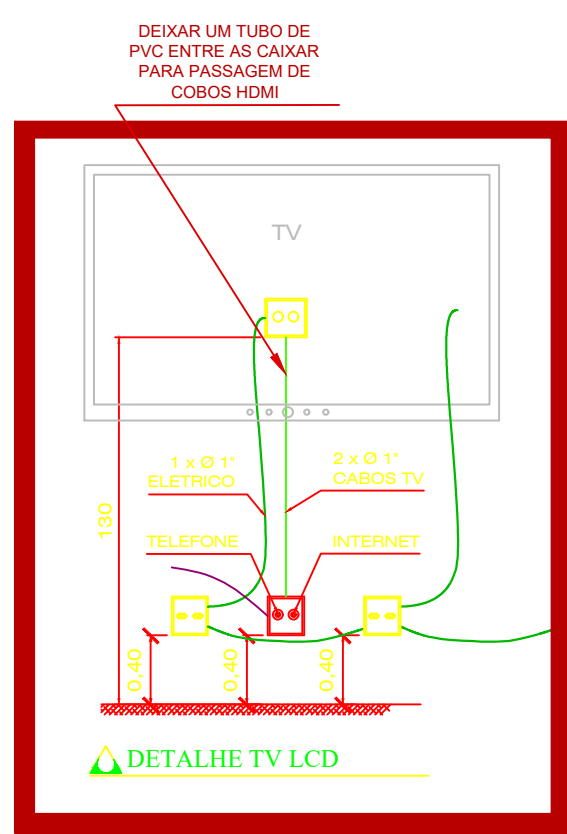 DEIXAR UM TUBO DE
PVC ENTRE AS CAIXAR
PARA PASSAGEM DE
COBOS HDMI
TV
1 x Ø 1"
ELETRICO
2 x Ø 1"
CABOS TV
130
TELEFONE
INTERNET
0,40
0,40
0,40
DETALHE TV LCD